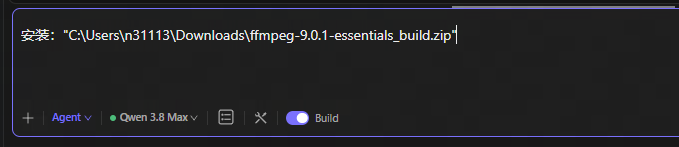 安装："C:\Users\n31113\Downloads\ffmpeg-9.0.1-essentials_build.zip"
Agent Qwen 3.8 Max Build